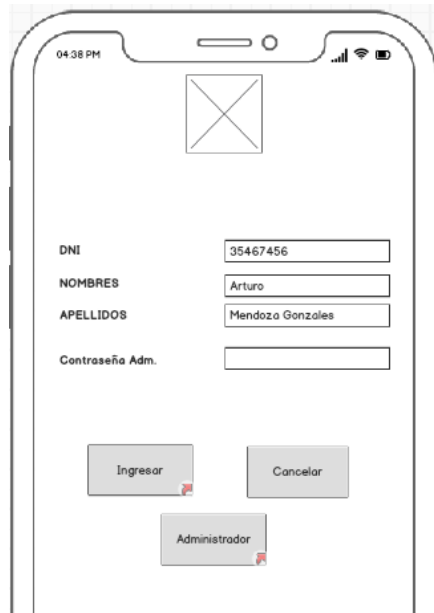 04:38 PM
DNI 35467456
NOMBRES Arturo
APELLIDOS Mendoza Gonzales
Contraseña Adm.
Ingresar Cancelar
Administrador